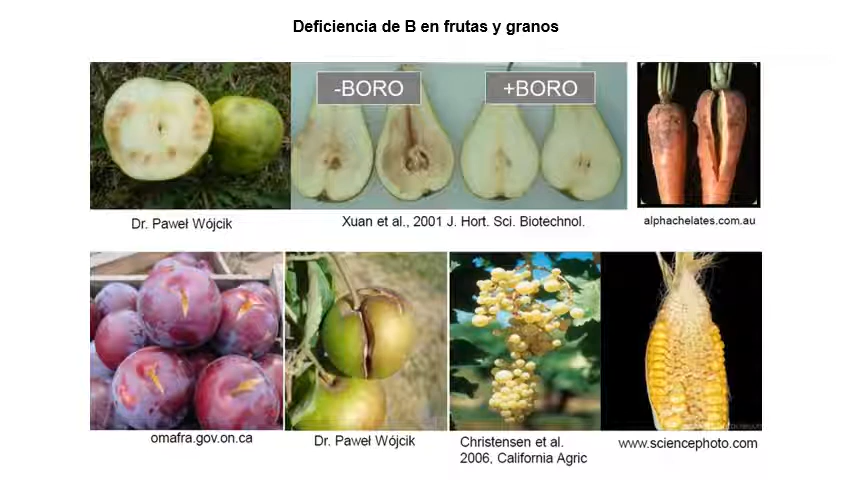 Deficiencia de B en frutas y granos
-BORO
+BORO
Dr. Paweł Wójcik
Xuan et al., 2001 J. Hort. Sci. Biotechnol.
alphachelates.com.au
omafra.gov.on.ca
Dr. Paweł Wójcik
Christensen et al.
2006, California Agric
www.sciencephoto.com